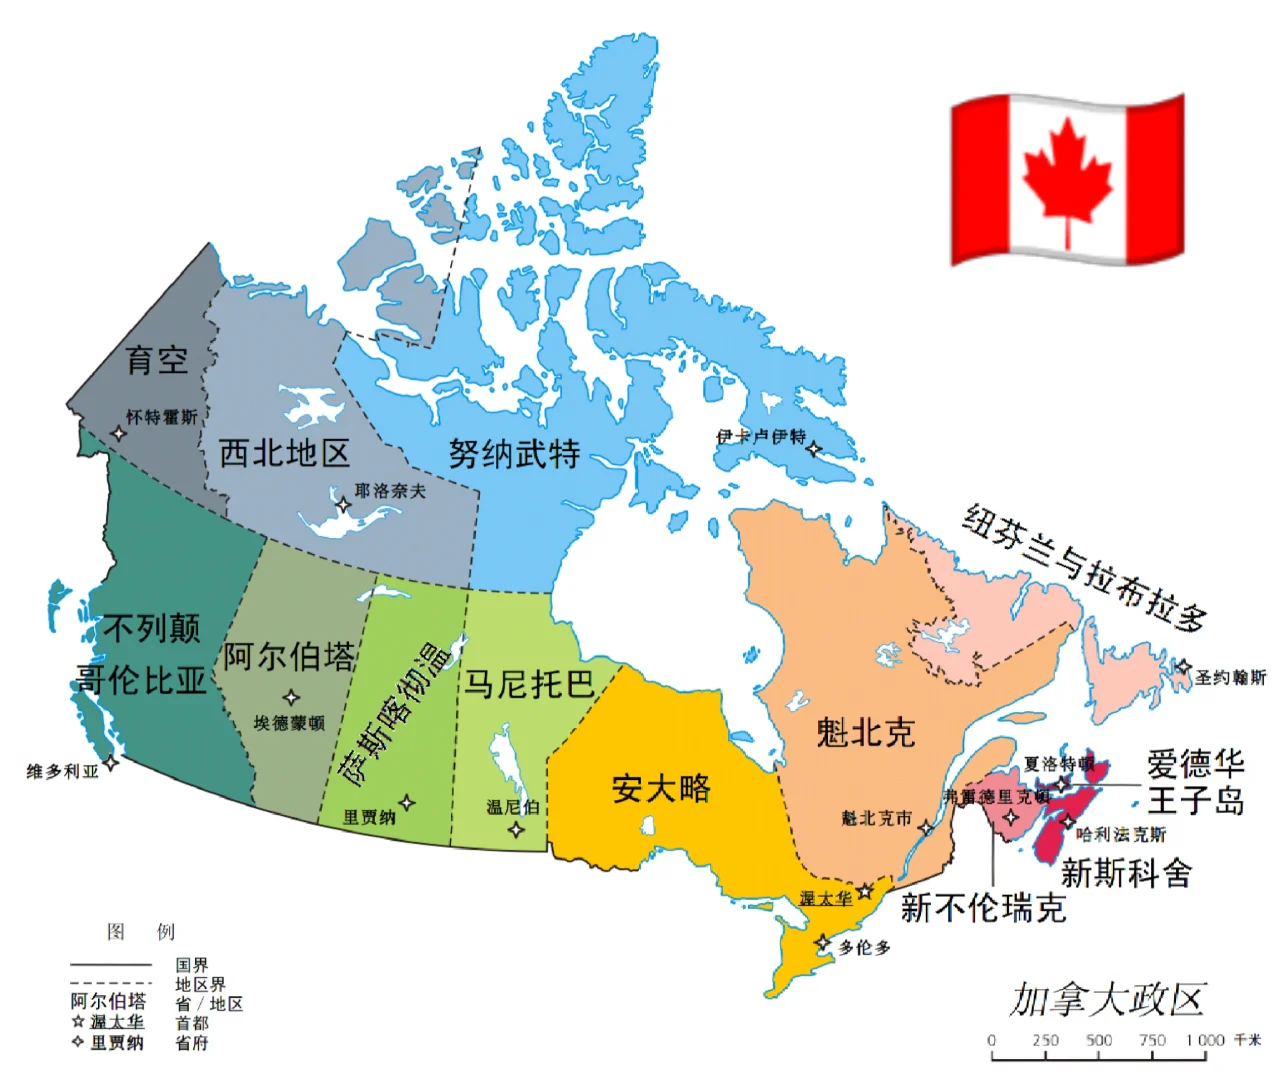 育空
怀特霍斯
西北地区
耶洛奈夫
努纳武特
伊卡卢伊特
纽芬兰与拉布拉多
圣约翰斯
不列颠
哥伦比亚
维多利亚
阿尔伯塔
埃德蒙顿
萨斯喀彻温
里贾纳
马尼托巴
温尼伯
安大略
渥太华
多伦多
魁北克
魁北克市
夏洛特顿
爱德华
王子岛
弗雷德里克顿
哈利法克斯
新斯科舍
新不伦瑞克
图 例
国界
地区界
阿尔伯塔 省 / 地区
渥太华 首都
里贾纳 省府
加拿大政区
0 250 500 750 1 000 千米